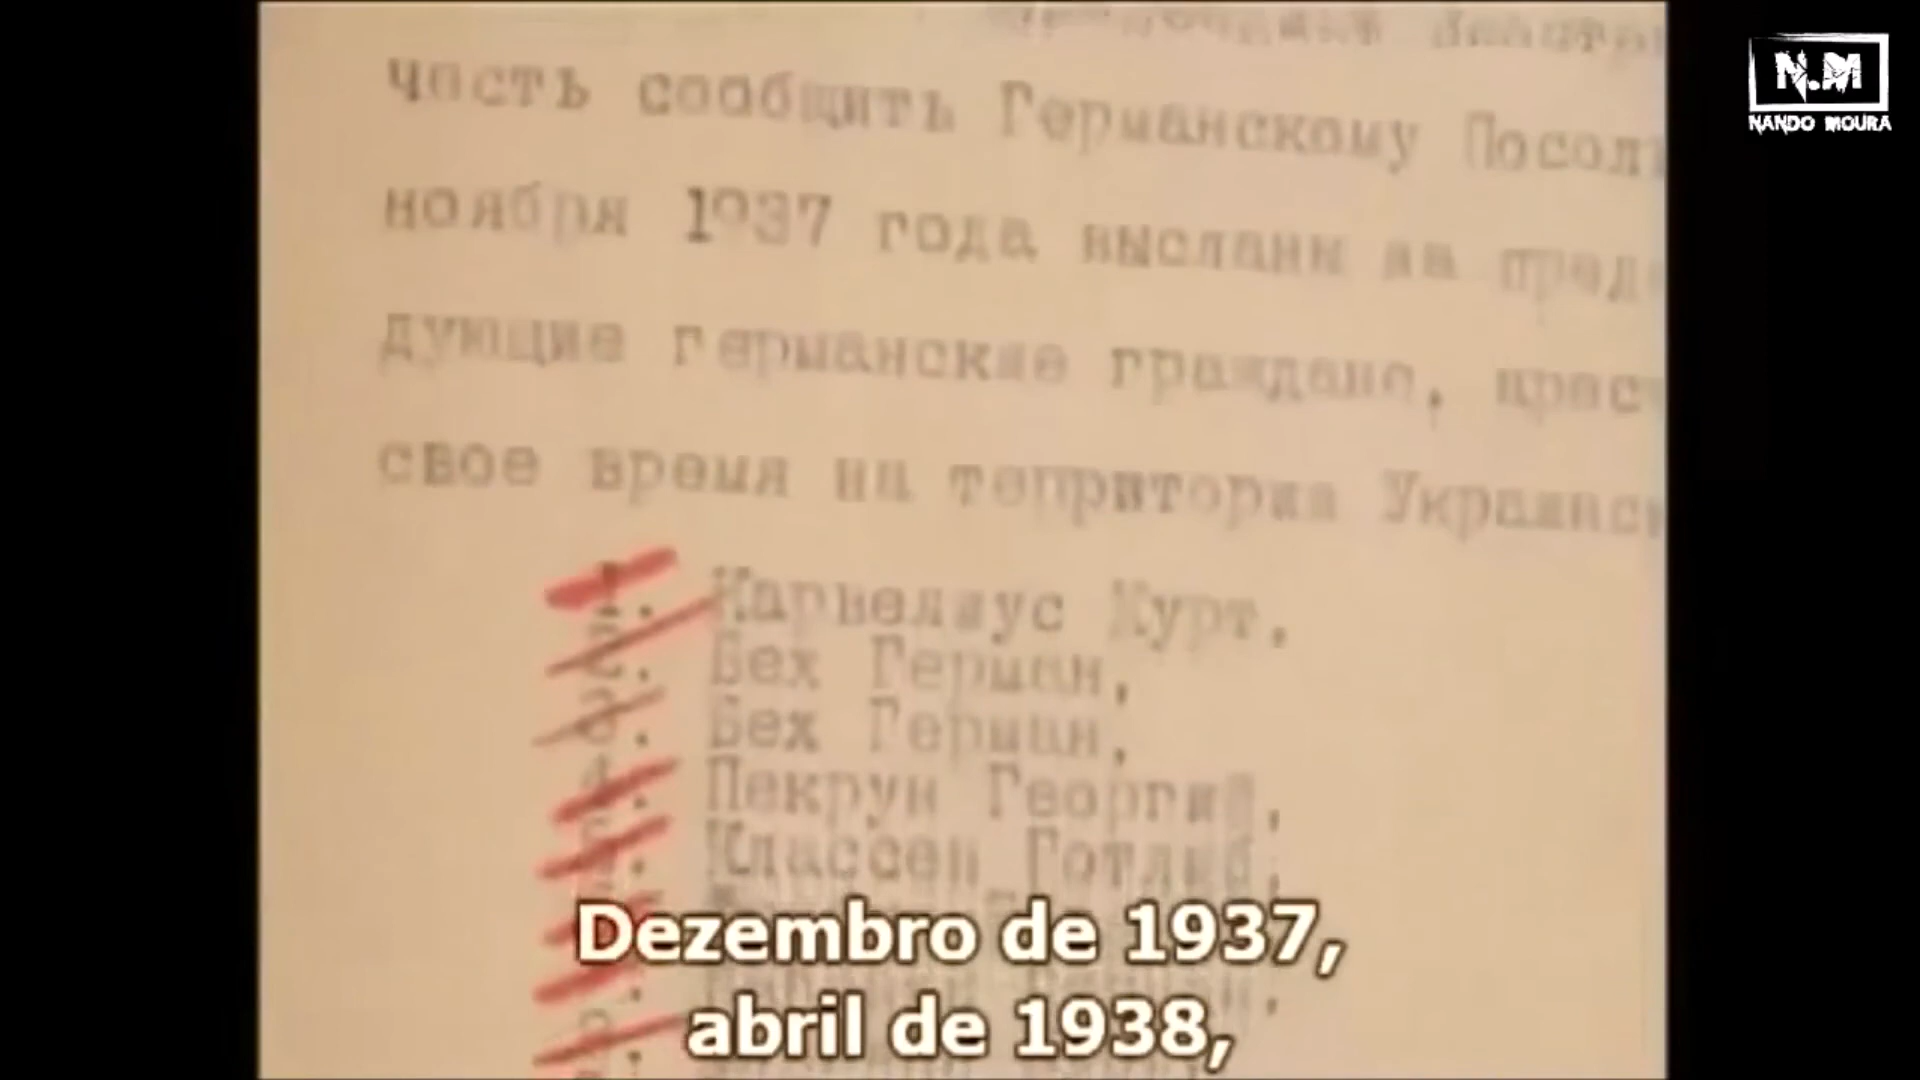 N.M
NANDO MOURA
честь сообщить Германскому Посол
ноября 1937 года высланы за пред
дующие германские граждане,
свое время на территории Украинс
1. Карнелиус Курт,
2. Бех Герман,
3. Бех Герман,
4. Пекрун Георгий,
5. Классен Готлиб,
Dezembro de 1937,
abril de 1938,